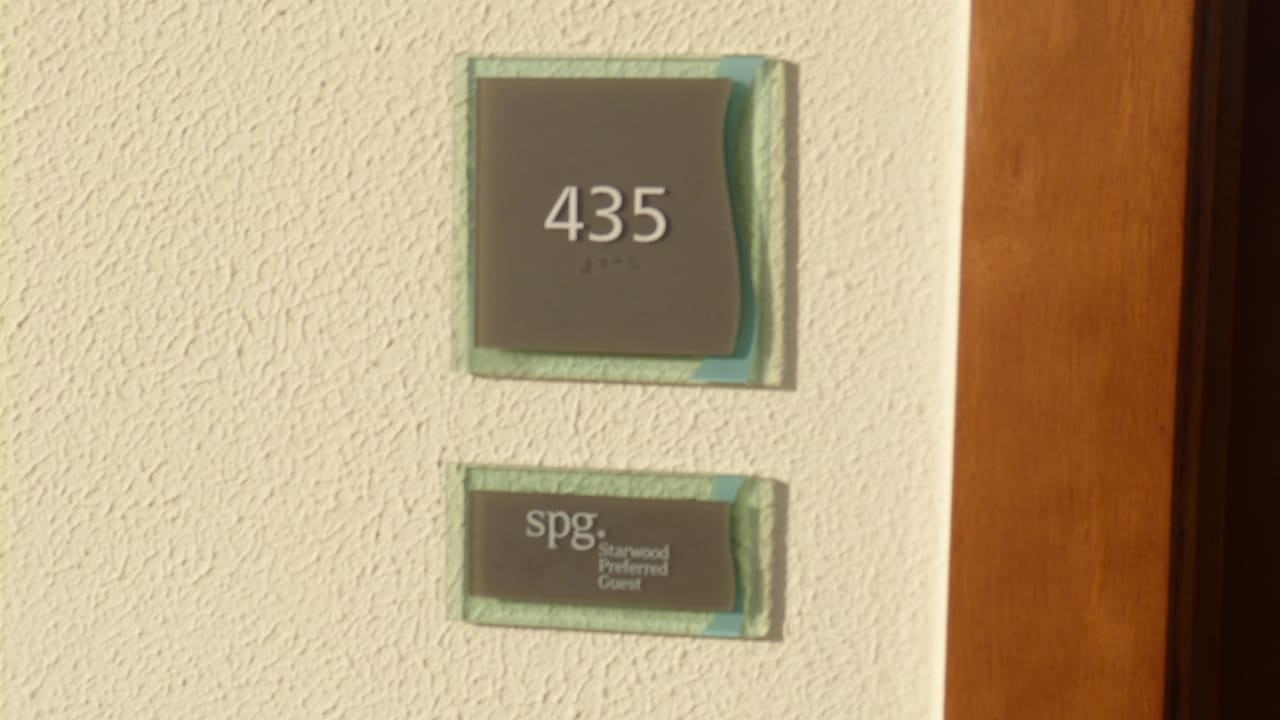 435
spg.
Starwood
Preferred
Guest